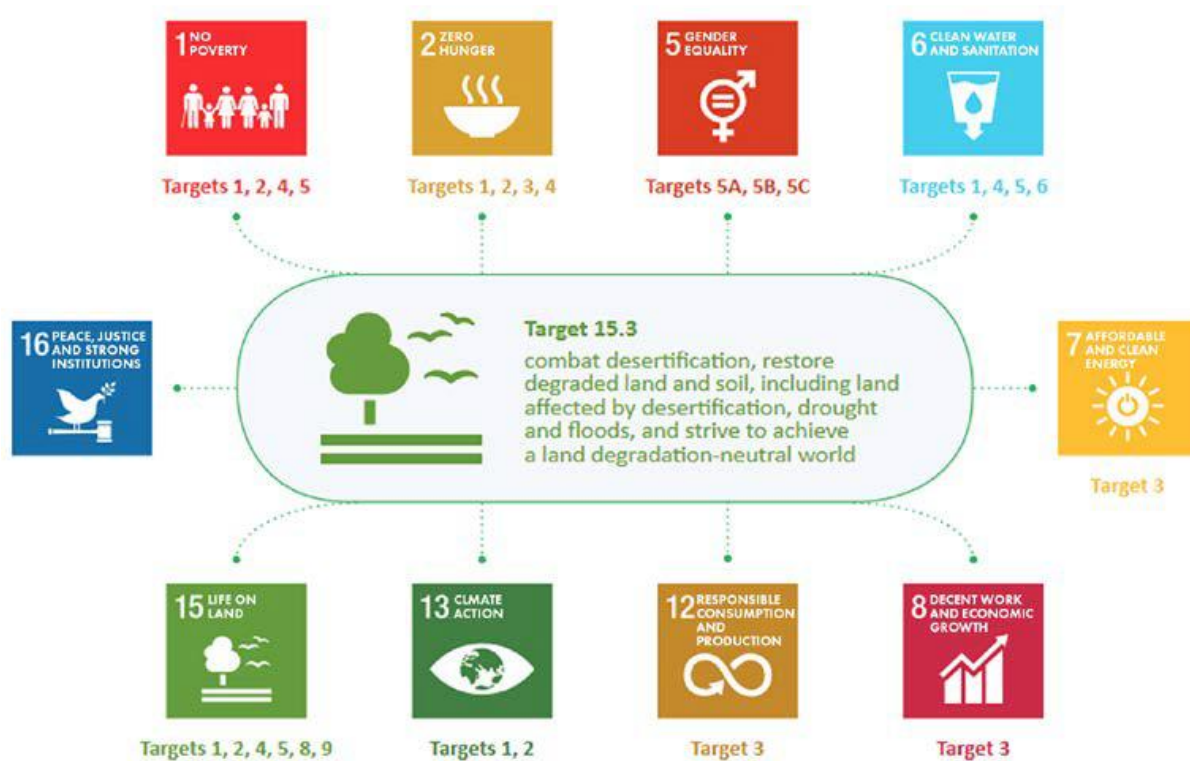 1 NO
POVERTY
2 ZERO
HUNGER
5 GENDER
EQUALITY
6 CLEAN WATER
AND SANITATION
Targets 1, 2, 4, 5
Targets 1, 2, 3, 4
Targets 5A, 5B, 5C
Targets 1, 4, 5, 6
16 PEACE, JUSTICE
AND STRONG
INSTITUTIONS
Target 15.3
combat desertification, restore
degraded land and soil, including land
affected by desertification, drought
and floods, and strive to achieve
a land degradation-neutral world
7 AFFORDABLE
AND CLEAN
ENERGY
Target 3
15 LIFE ON
LAND
13 CLMATE
ACTION
12 RESPONSIBLE
CONSUMPTION
AND
PRODUCTION
8 DECENT WORK
AND ECONOMIC
GROWTH
Targets 1, 2, 4, 5, 8, 9
Targets 1, 2
Target 3
Target 3